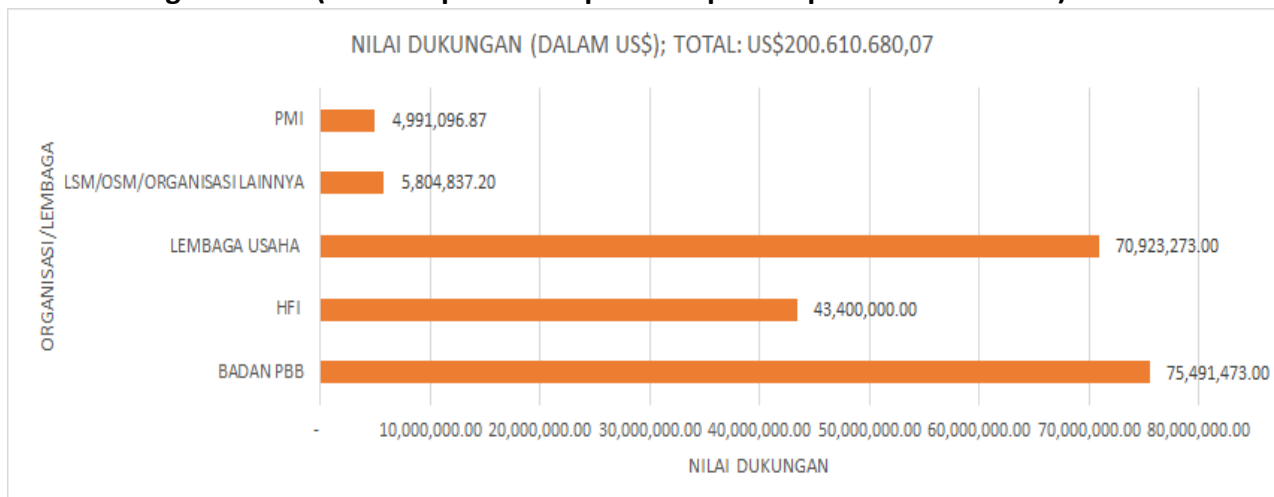 NILAI DUKUNGAN (DALAM US$); TOTAL: US$200.610.680,07
ORGANISASI/LEMBAGA
PMI
4,991,096.87
LSM/OSM/ORGANISASI LAINNYA
5,804,837.20
LEMBAGA USAHA
70,923,273.00
HFI
43,400,000.00
BADAN PBB
75,491,473.00
- 10,000,000.00 20,000,000.00 30,000,000.00 40,000,000.00 50,000,000.00 60,000,000.00 70,000,000.00 80,000,000.00
NILAI DUKUNGAN